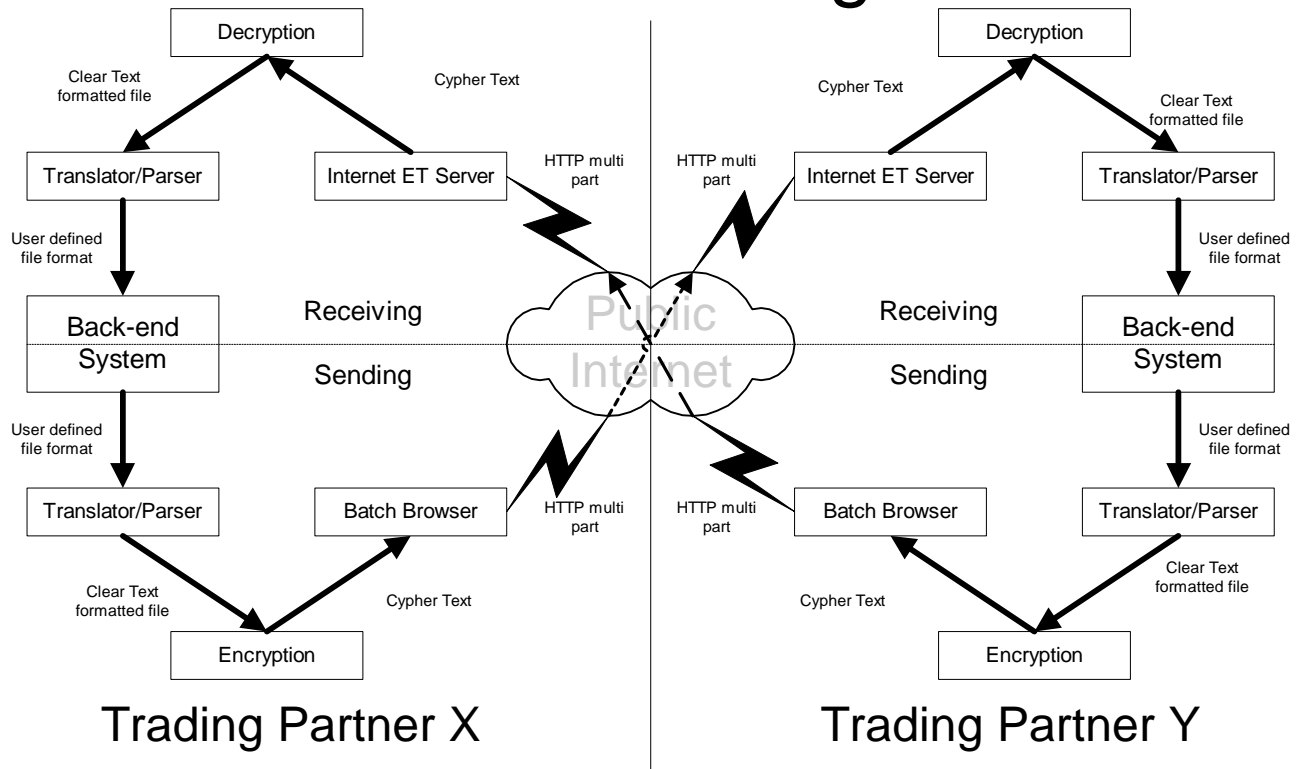 Decryption
Decryption
Clear Text
formatted file
Cypher Text
Cypher Text
Clear Text
formatted file
Translator/Parser
Internet ET Server
HTTP multi
part
HTTP multi
part
Internet ET Server
Translator/Parser
User defined
file format
User defined
file format
Back-end
System
Receiving
Sending
Public
Internet
Receiving
Sending
Back-end
System
User defined
file format
User defined
file format
Translator/Parser
Batch Browser
HTTP multi
part
HTTP multi
part
Batch Browser
Translator/Parser
Clear Text
formatted file
Cypher Text
Cypher Text
Clear Text
formatted file
Encryption
Encryption
Trading Partner X
Trading Partner Y